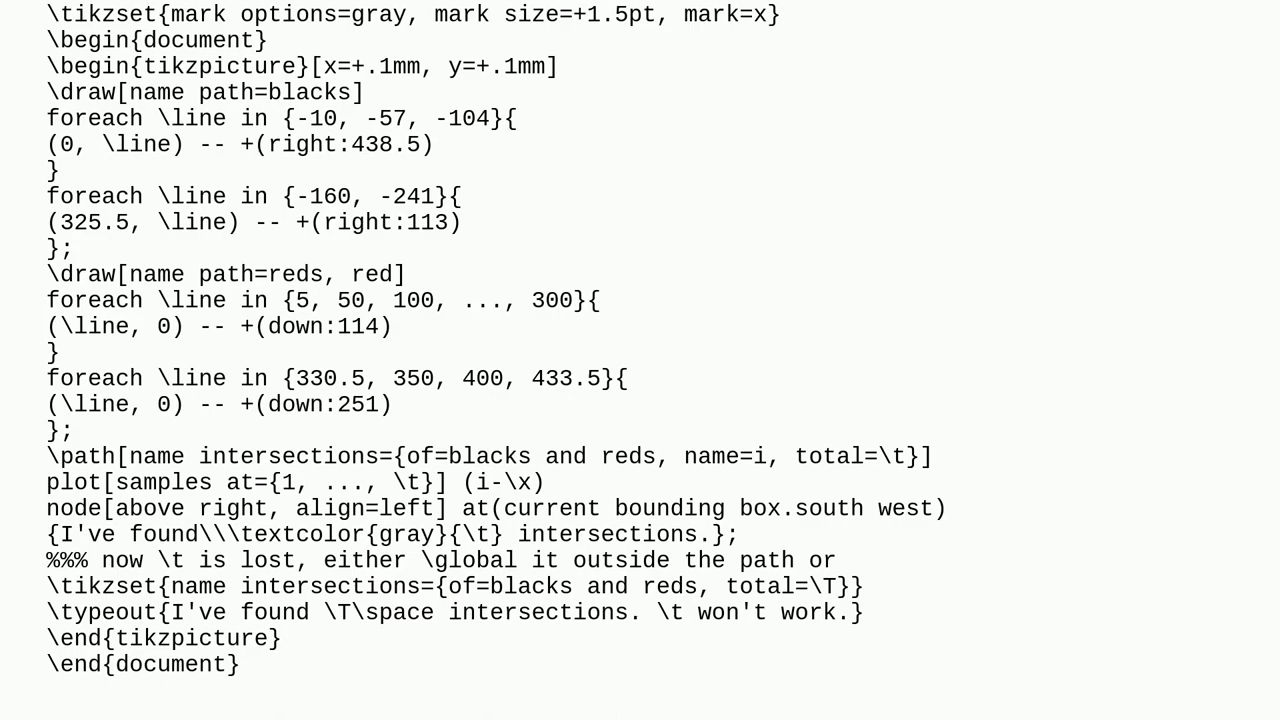 \tikzset{mark options=gray, mark size=+1.5pt, mark=x}
\begin{document}
\begin{tikzpicture}[x=+.1mm, y=+.1mm]
\draw[name path=blacks]
foreach \line in {-10, -57, -104}{
(0, \line) -- +(right:438.5)
}
foreach \line in {-160, -241}{
(325.5, \line) -- +(right:113)
};
\draw[name path=reds, red]
foreach \line in {5, 50, 100, ..., 300}{
(\line, 0) -- +(down:114)
}
foreach \line in {330.5, 350, 400, 433.5}{
(\line, 0) -- +(down:251)
};
\path[name intersections={of=blacks and reds, name=i, total=\t}]
plot[samples at={1, ..., \t}] (i-\x)
node[above right, align=left] at(current bounding box.south west)
{I've found\\\textcolor{gray}{\t} intersections.};
%%% now \t is lost, either \global it outside the path or
\tikzset{name intersections={of=blacks and reds, total=\T}}
\typeout{I've found \T\space intersections. \t won't work.}
\end{tikzpicture}
\end{document}